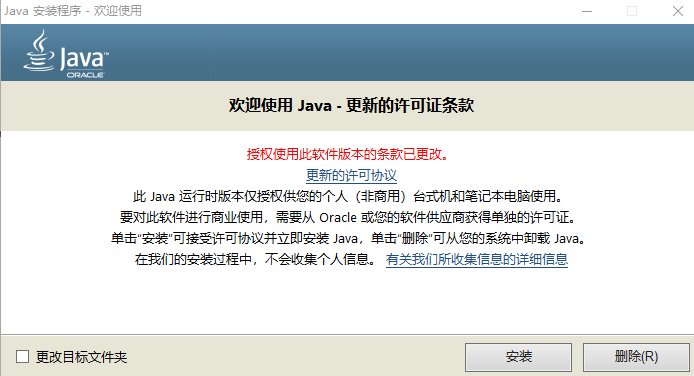 Java 安装程序 - 欢迎使用
Java™
ORACLE
欢迎使用 Java - 更新的许可证条款
授权使用此软件版本的条款已更改。
更新的许可协议
此 Java 运行时版本仅授权供您的个人（非商用）台式机和笔记本电脑使用。
要对此软件进行商业使用，需要从 Oracle 或您的软件供应商获得单独的许可证。
单击“安装”可接受许可协议并立即安装 Java，单击“删除”可从您的系统中卸载 Java。
在我们的安装过程中，不会收集个人信息。 有关我们所收集信息的详细信息
更改目标文件夹
安装
删除(R)